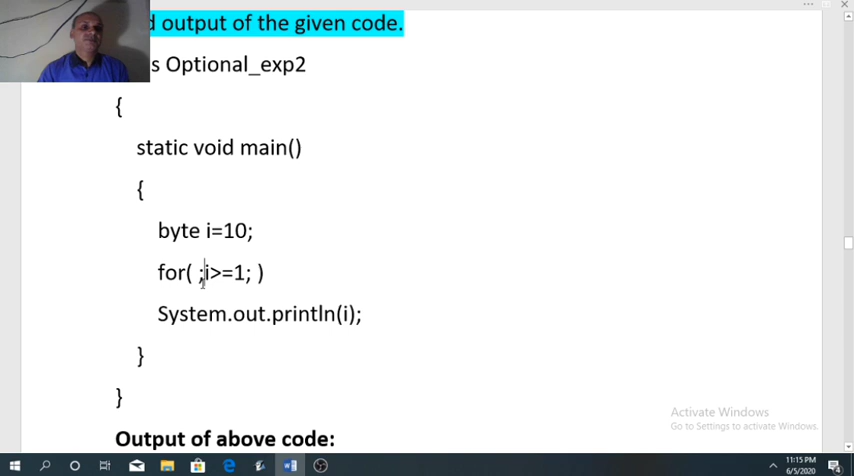 d output of the given code.
s Optional_exp2
{
static void main()
{
byte i=10;
for( ;i>=1; )
System.out.println(i);
}
}
Output of above code:
Activate Windows
Go to Settings to activate Windows.
11:15 PM
6/5/2020